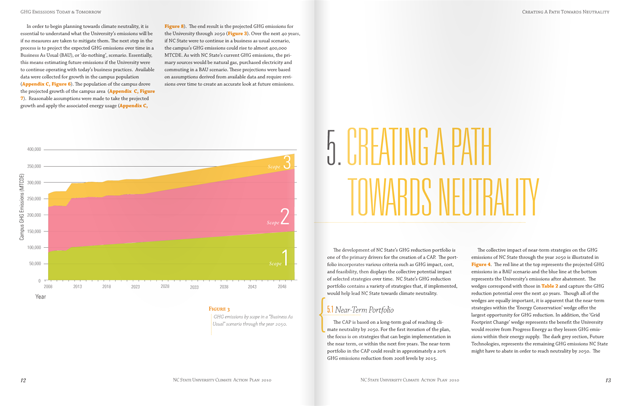 GHG Emissions Today & Tomorrow
In order to begin planning towards climate neutrality, it is
essential to understand what the University's emissions will be
if no measures are taken to mitigate them. The next step in the
process is to project the expected GHG emissions over time in a
Business As Usual (BAU), or 'do-nothing', scenario. Essentially,
this means estimating future emissions if the University were
to continue operating with today's business practices. Available
data were collected for growth in the campus population
(Appendix C, Figure 6). The population of the campus drove
the projected growth of the campus area (Appendix C, Figure
7). Reasonable assumptions were made to take the projected
growth and apply the associated energy usage (Appendix C,
Figure 8). The end result is the projected GHG emissions for
the University through 2050 (Figure 3). Over the next 40 years,
if NC State were to continue in a business as usual scenario,
the campus's GHG emissions could rise to almost 400,000
MTCDE. As with NC State's current GHG emissions, the pri-
mary sources would be natural gas, purchased electricity and
commuting in a BAU scenario. These projections were based
on assumptions derived from available data and require revi-
sions over time to create an accurate look at future emissions.
Campus GHG Emissions (MTCDE)
400,000
350,000
300,000
250,000
200,000
150,000
100,000
50,000
0
Scope 3
Scope 2
Scope 1
2008
2013
2018
2023
2028
2033
2038
2043
2048
Year
Figure 3
GHG emissions by scope in a "Business As
Usual" scenario through the year 2050.
12
NC State University Climate Action Plan 2010
Creating A Path Towards Neutrality
5. CREATING A PATH
TOWARDS NEUTRALITY
The development of NC State's GHG reduction portfolio is
one of the primary drivers for the creation of a CAP. The port-
folio incorporates various criteria such as GHG impact, cost,
and feasibility, then displays the collective potential impact
of selected strategies over time. NC State's GHG reduction
portfolio contains a variety of strategies that, if implemented,
would help lead NC State towards climate neutrality.
5.1 Near-Term Portfolio
The CAP is based on a long-term goal of reaching cli-
mate neutrality by 2050. For the first iteration of the plan,
the focus is on strategies that can begin implementation in
the near term, or within the next five years. The near term
portfolio in the CAP could result in approximately a 20%
GHG emissions reduction from 2008 levels by 2015.
The collective impact of near-term strategies on the GHG
emissions of NC State through the year 2050 is illustrated in
Figure 4. The red line at the top represents the projected GHG
emissions in a BAU scenario and the blue line at the bottom
represents the University's emissions after abatement. The
wedges correspond with those in Table 2 and capture the GHG
reduction potential over the next 40 years. Though all of the
wedges are equally important, it is apparent that the near-term
strategies within the 'Energy Conservation' wedge offer the
largest opportunity for GHG reduction. In addition, the 'Grid
Footprint Change' wedge represents the benefit the University
would receive from Progress Energy as they lessen GHG emis-
sions within their energy supply. The dark grey section, Future
Technologies, represents the remaining GHG emissions NC State
might have to abate in order to reach neutrality by 2050. The
NC State University Climate Action Plan 2010
13